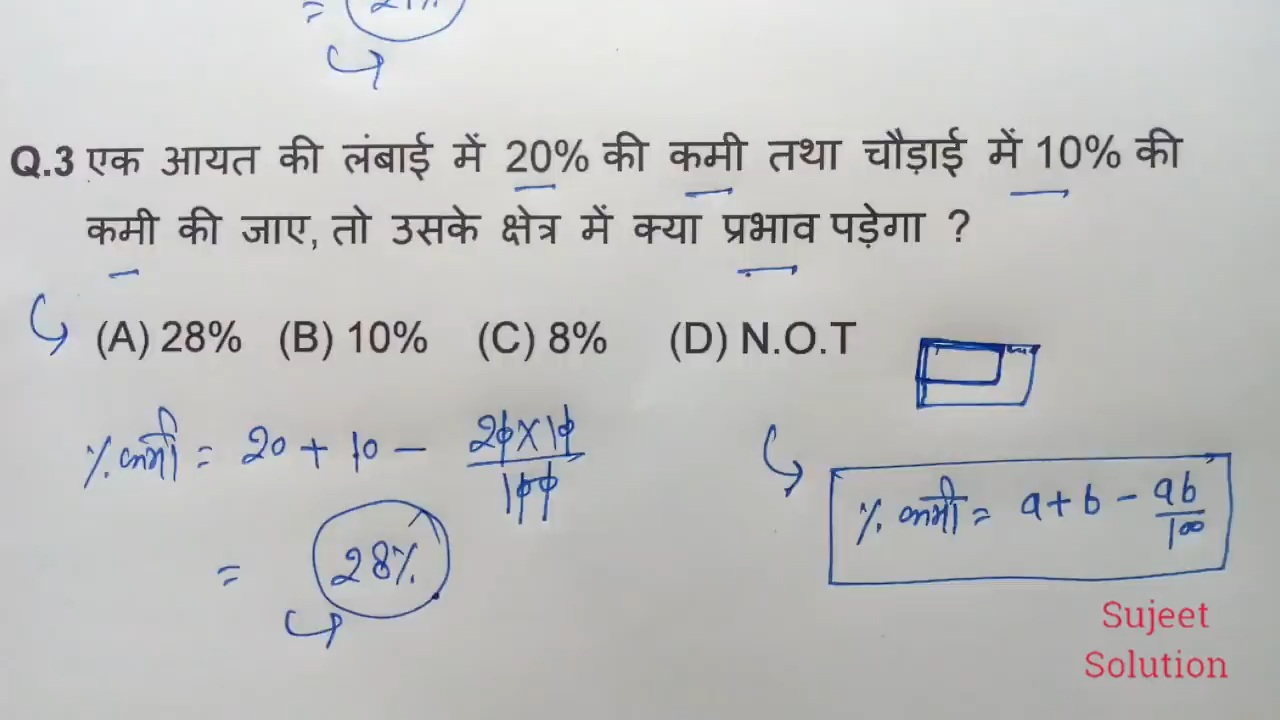 = 21%
Q.3 एक आयत की लंबाई में 20% की कमी तथा चौड़ाई में 10% की
कमी की जाए, तो उसके क्षेत्र में क्या प्रभाव पड़ेगा ?
(A) 28% (B) 10% (C) 8% (D) N.O.T
% कमी = 20 + 10 - 20×10/100
= 28%
% कमी = a + b - ab/100
Sujeet
Solution